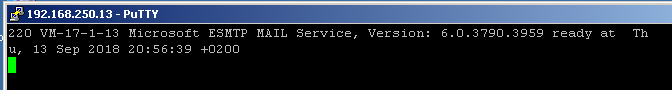 192.168.250.13 - PuTTY
220 VM-17-1-13 Microsoft ESMTP MAIL Service, Version: 6.0.3790.3959 ready at  Th
u, 13 Sep 2018 20:56:39 +0200